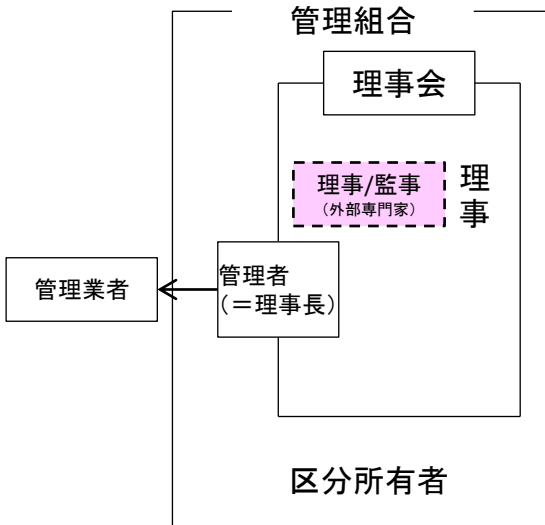 管理組合
理事会
理事/監事
（外部専門家）
理
事
管理者
（＝理事長）
管理業者
区分所有者